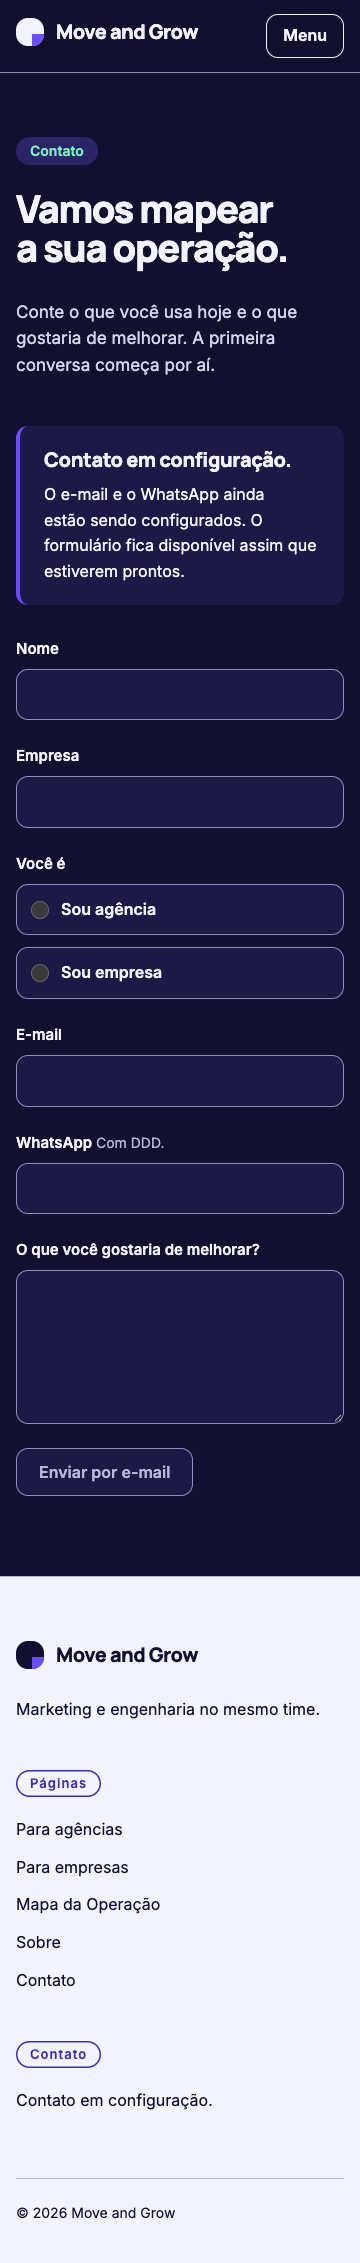 Move and Grow
Menu
Contato
Vamos mapear
a sua operação.
Conte o que você usa hoje e o que
gostaria de melhorar. A primeira
conversa começa por aí.
Contato em configuração.
O e-mail e o WhatsApp ainda
estão sendo configurados. O
formulário fica disponível assim que
estiverem prontos.
Nome
Empresa
Você é
Sou agência
Sou empresa
E-mail
WhatsApp Com DDD.
O que você gostaria de melhorar?
Enviar por e-mail
Move and Grow
Marketing e engenharia no mesmo time.
Páginas
Para agências
Para empresas
Mapa da Operação
Sobre
Contato
Contato
Contato em configuração.
© 2026 Move and Grow